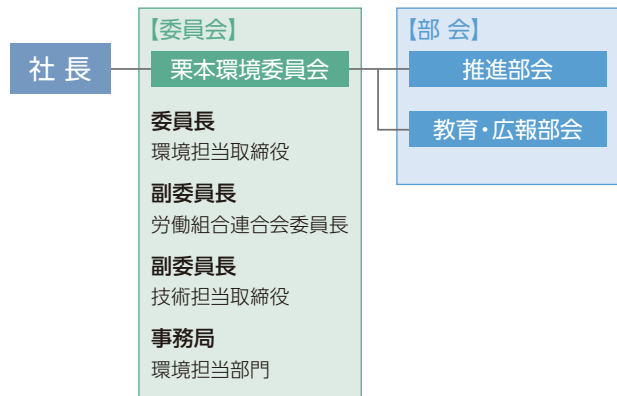 社 長
【委員会】
栗本環境委員会
委員長
環境担当取締役
副委員長
労働組合連合会委員長
副委員長
技術担当取締役
事務局
環境担当部門
【部 会】
推進部会
教育・広報部会